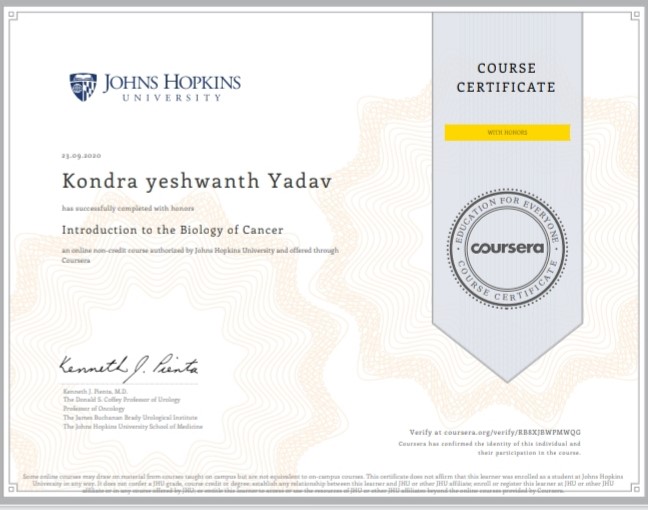 JOHNS HOPKINS
UNIVERSITY
COURSE
CERTIFICATE
WITH HONORS
23.09.2020
Kondra yeshwanth Yadav
has successfully completed with honors
Introduction to the Biology of Cancer
an online non-credit course authorized by Johns Hopkins University and offered through
Coursera
EDUCATION FOR EVERYONE
coursera
COURSE CERTIFICATE
Kenneth J. Pienta
Kenneth J. Pienta, M.D.
The Donald S. Coffey Professor of Urology
Professor of Oncology
The James Buchanan Brady Urological Institute
The Johns Hopkins University School of Medicine
Verify at coursera.org/verify/RB8XJBWPMWQG
Coursera has confirmed the identity of this individual and
their participation in the course.
Some online courses may draw on material from courses taught on campus but are not equivalent to on-campus courses. This certificate does not affirm that this learner was enrolled as a student at Johns Hopkins
University in any way. It does not confer a JHU grade, course credit or degree; establish any relationship between this learner and JHU or other JHU affiliates; enroll or register this learner at JHU or other JHU
affiliate or in any course offered by JHU; or entitle this learner to access or use the resources of JHU or other JHU affiliates beyond the online courses provided by Coursera.